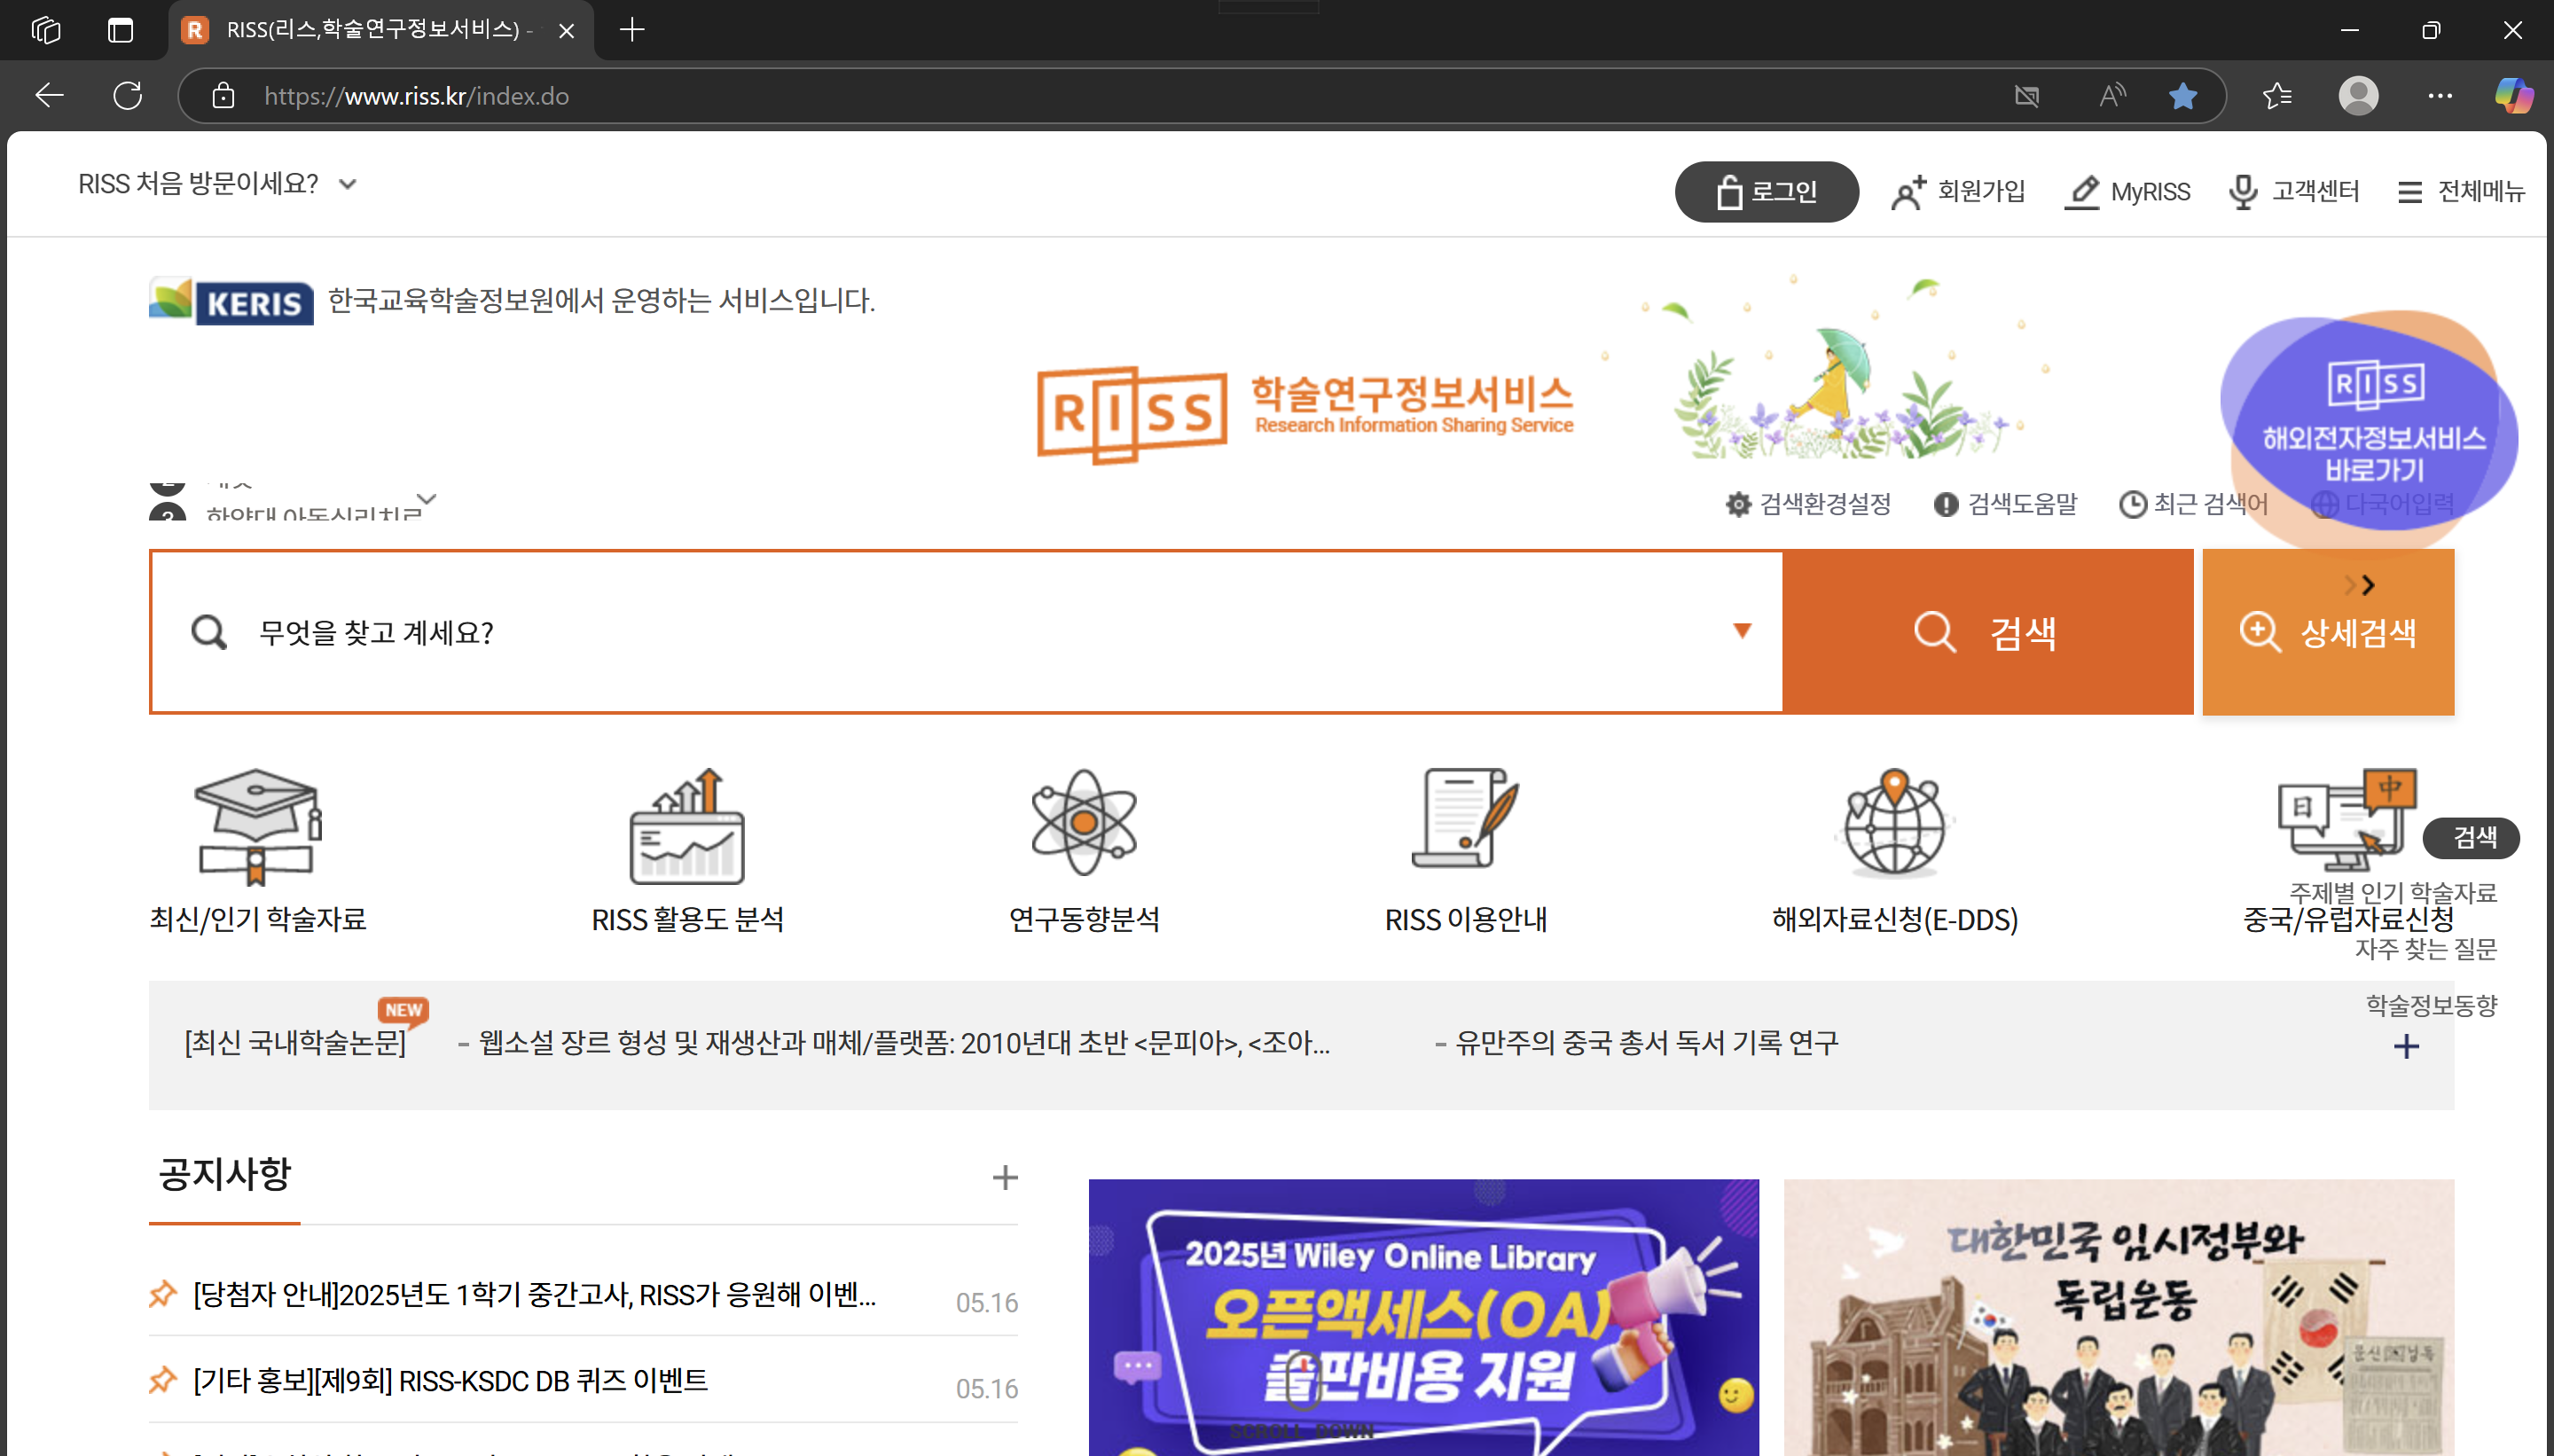 RISS(리스,학술연구정보서비스) -
https://www.riss.kr/index.do
RISS 처음 방문이세요?
로그인
회원가입
MyRISS
고객센터
전체메뉴
KERIS 한국교육학술정보원에서 운영하는 서비스입니다.
RISS
학술연구정보서비스
Research Information Sharing Service
RISS
해외전자정보서비스
바로가기
검색환경설정
검색도움말
최근 검색어
다국어입력
무엇을 찾고 계세요?
검색
상세검색
日
中
검색
최신/인기 학술자료
RISS 활용도 분석
연구동향분석
RISS 이용안내
해외자료신청(E-DDS)
중국/유럽자료신청
주제별 인기 학술자료
자주 찾는 질문
학술정보동향
NEW
[최신 국내학술논문]
- 웹소설 장르 형성 및 재생산과 매체/플랫폼: 2010년대 초반 <문피아>, <조아...
- 유만주의 중국 총서 독서 기록 연구
공지사항
[당첨자 안내]2025년도 1학기 중간고사, RISS가 응원해 이벤...
05.16
[기타 홍보][제9회] RISS-KSDC DB 퀴즈 이벤트
05.16
2025년 Wiley Online Library
오픈액세스(OA)
출판비용 지원
SCROLL DOWN
대한민국 임시정부와
독립운동